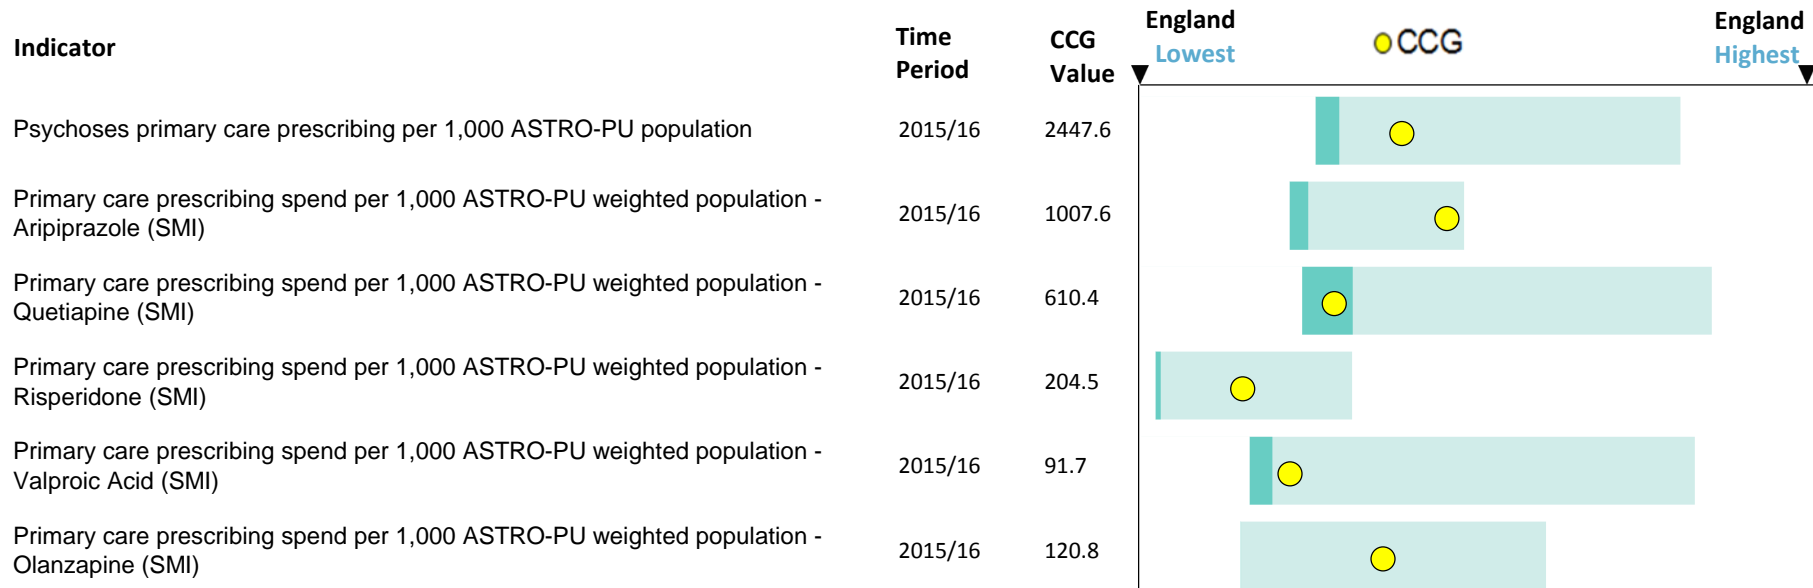 Indicator
Time
Period
CCG
Value
England
Lowest
CCG
England
Highest
Psychoses primary care prescribing per 1,000 ASTRO-PU population
2015/16
2447.6
Primary care prescribing spend per 1,000 ASTRO-PU weighted population -
Aripiprazole (SMI)
2015/16
1007.6
Primary care prescribing spend per 1,000 ASTRO-PU weighted population -
Quetiapine (SMI)
2015/16
610.4
Primary care prescribing spend per 1,000 ASTRO-PU weighted population -
Risperidone (SMI)
2015/16
204.5
Primary care prescribing spend per 1,000 ASTRO-PU weighted population -
Valproic Acid (SMI)
2015/16
91.7
Primary care prescribing spend per 1,000 ASTRO-PU weighted population -
Olanzapine (SMI)
2015/16
120.8